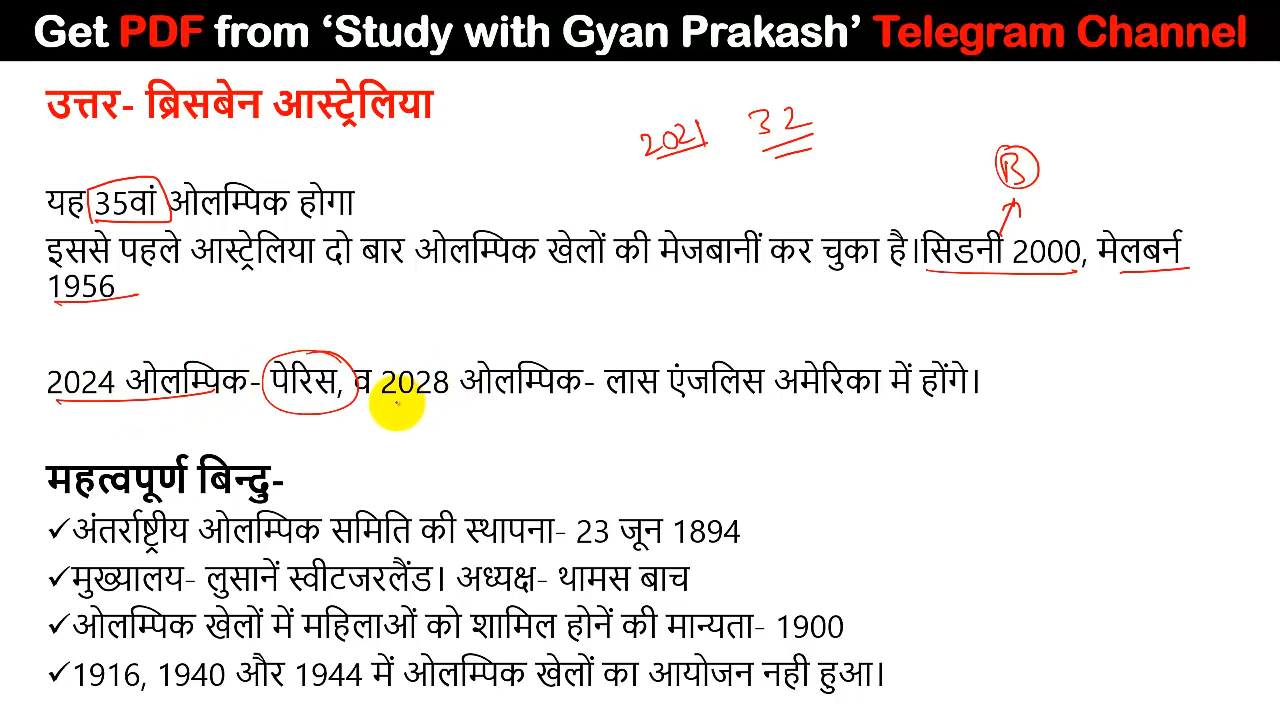 Get PDF from ‘Study with Gyan Prakash’ Telegram Channel
उत्तर- ब्रिसबेन आस्ट्रेलिया
2021 32
B
यह 35वां ओलम्पिक होगा
इससे पहले आस्ट्रेलिया दो बार ओलम्पिक खेलों की मेजबानीं कर चुका है।सिडनी 2000, मेलबर्न
1956
2024 ओलम्पिक- पेरिस, व 2028 ओलम्पिक- लास एंजलिस अमेरिका में होंगे।
महत्वपूर्ण बिन्दु-
✓अंतर्राष्ट्रीय ओलम्पिक समिति की स्थापना- 23 जून 1894
✓मुख्यालय- लुसानें स्वीटजरलैंड। अध्यक्ष- थामस बाच
✓ओलम्पिक खेलों में महिलाओं को शामिल होनें की मान्यता- 1900
✓1916, 1940 और 1944 में ओलम्पिक खेलों का आयोजन नही हुआ।